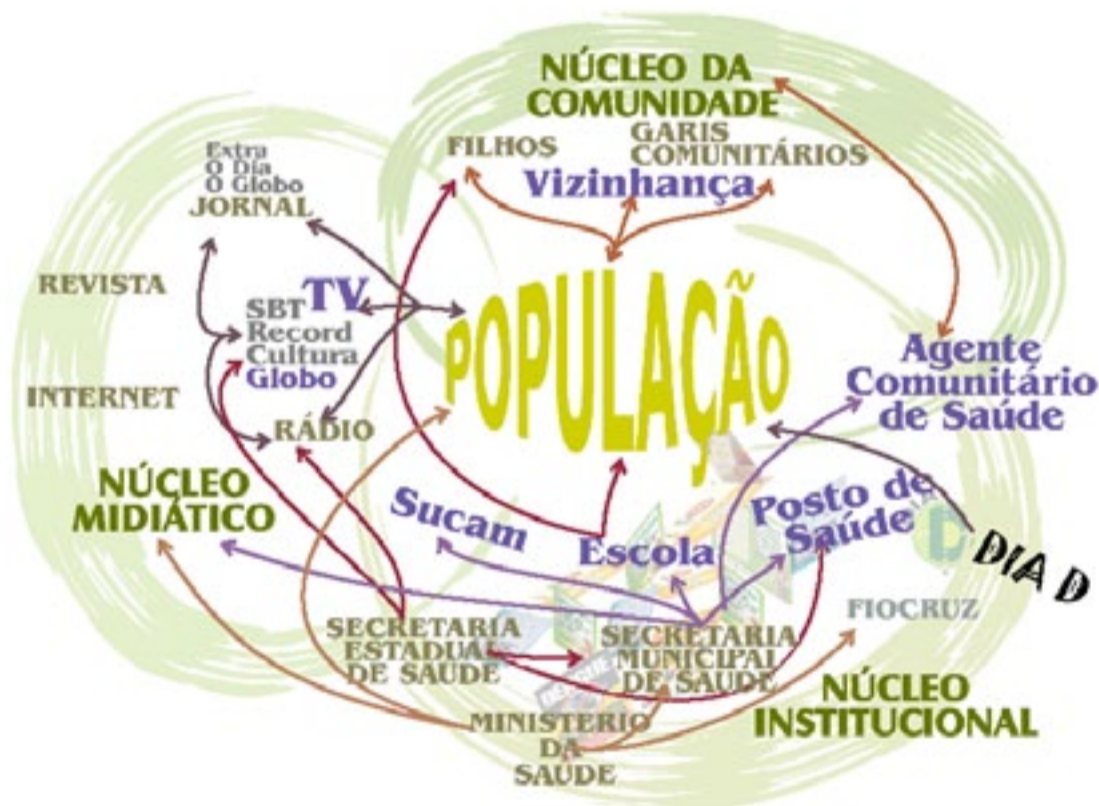 NÚCLEO DA
COMUNIDADE
FILHOS
GARIS
COMUNITÁRIOS
Vizinhança
Extra
O Dia
O Globo
JORNAL
REVISTA
TV
SBT
Record
Cultura
Globo
INTERNET
RÁDIO
POPULAÇÃO
Agente
Comunitário
de Saúde
NÚCLEO
MIDIÁTICO
Sucam
Escola
Posto de
Saúde
DIA D
FIOCRUZ
SECRETARIA
ESTADUAL
DE SAÚDE
SECRETARIA
MUNICIPAL
DE SAÚDE
NÚCLEO
INSTITUCIONAL
MINISTÉRIO
DA
SAÚDE
DENGUE